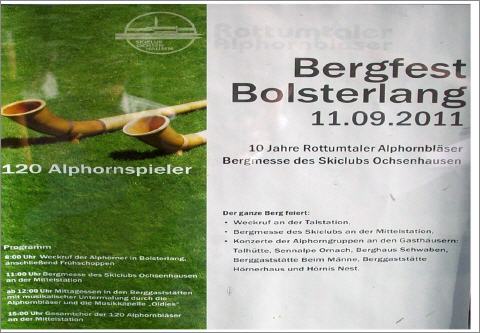 SKICLUB
OCHSEN
HAUSEN
120 Alphornspieler
Programm
8:00 Uhr Weckruf der Alphörner in Bolsterlang,
anschließend Frühschoppen
11:00 Uhr Bergmesse des Skiclubs Ochsenhausen
an der Mittelstation
ab 12:00 Uhr Mittagessen in den Berggaststätten
mit musikalischer Untermalung durch die
Alphornbläser und die Musikkapelle „Oldies“
15:00 Uhr Gesamtchor der 120 Alphornbläser
an der Mittelstation
Rottumtaler
Alphornbläser
Bergfest
Bolsterlang
11.09.2011
10 Jahre Rottumtaler Alphornbläser
Bergmesse des Skiclubs Ochsenhausen
Der ganze Berg feiert:
• Weckruf an der Talstation,
• Bergmesse des Skiclubs an der Mittelstation,
• Konzerte der Alphorngruppen an den Gasthäusern:
Talhütte, Sennalpe Ornach, Berghaus Schwaben,
Berggaststätte Beim Männe, Berggaststätte
Hörnerhaus und Hörnis Nest.